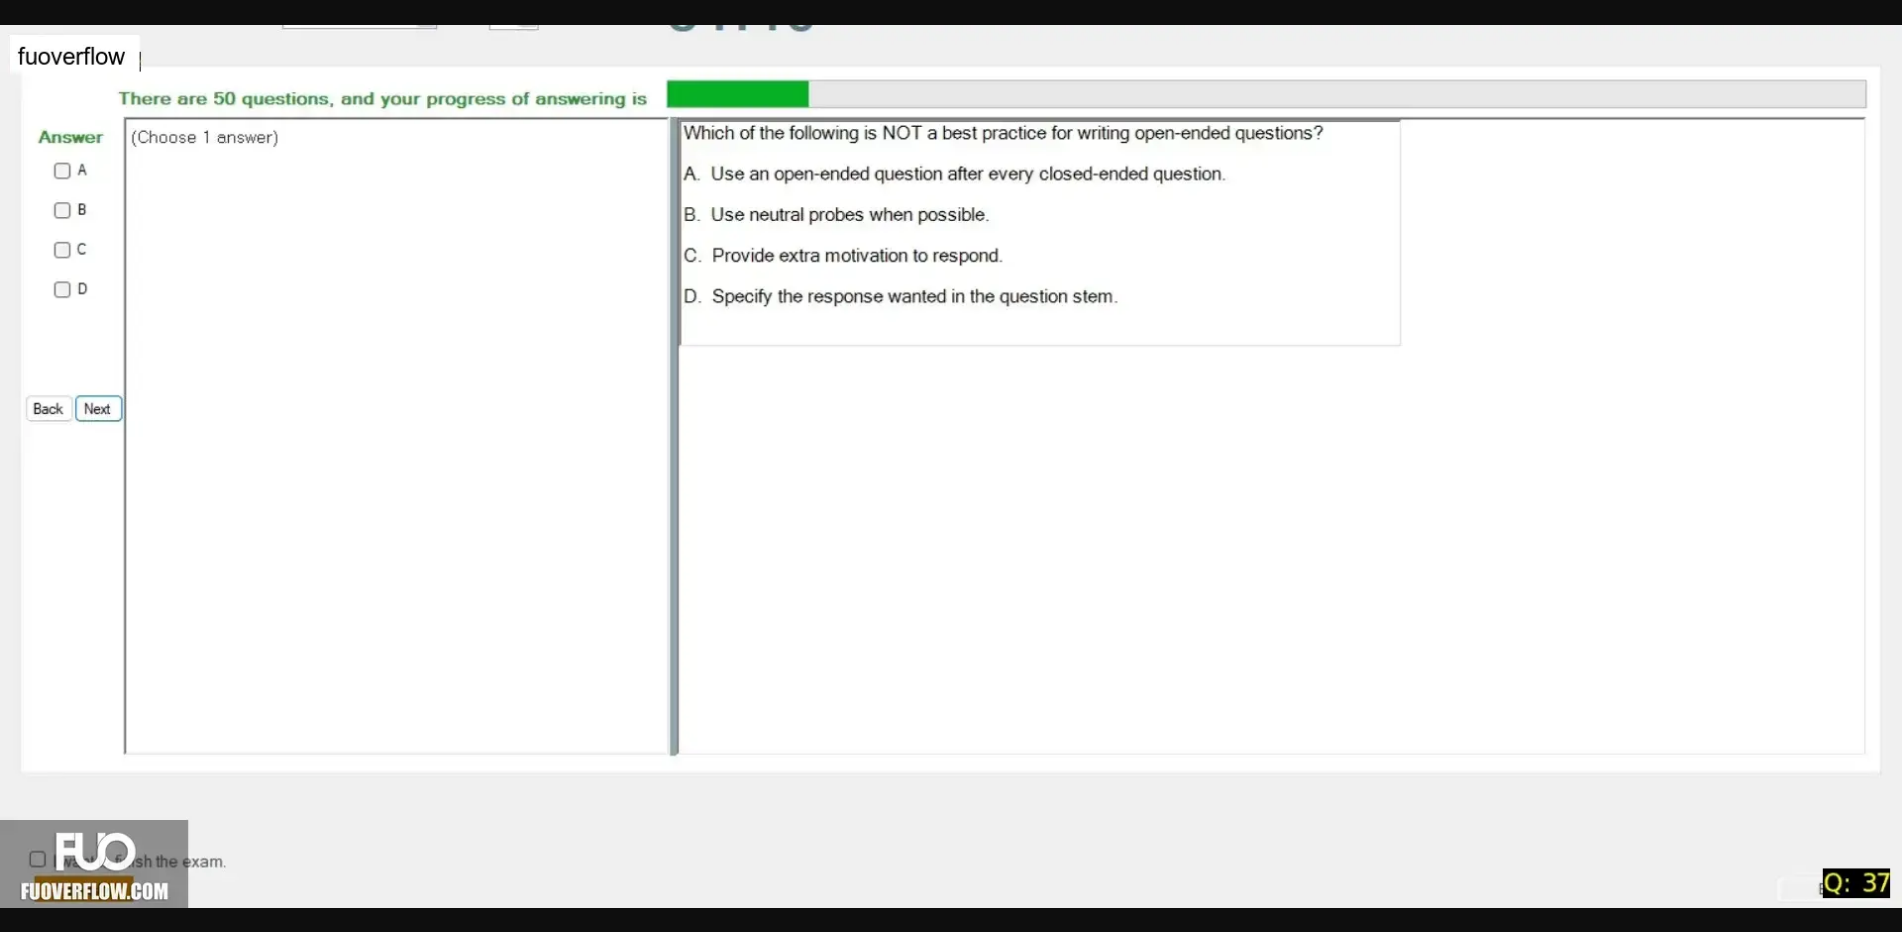 fuoverflow
There are 50 questions, and your progress of answering is
Answer
(Choose 1 answer)
A
B
C
D
Back
Next
Which of the following is NOT a best practice for writing open-ended questions?
A. Use an open-ended question after every closed-ended question.
B. Use neutral probes when possible.
C. Provide extra motivation to respond.
D. Specify the response wanted in the question stem.
the exam.
FUO
FUOVERFLOW.COM
Q: 37